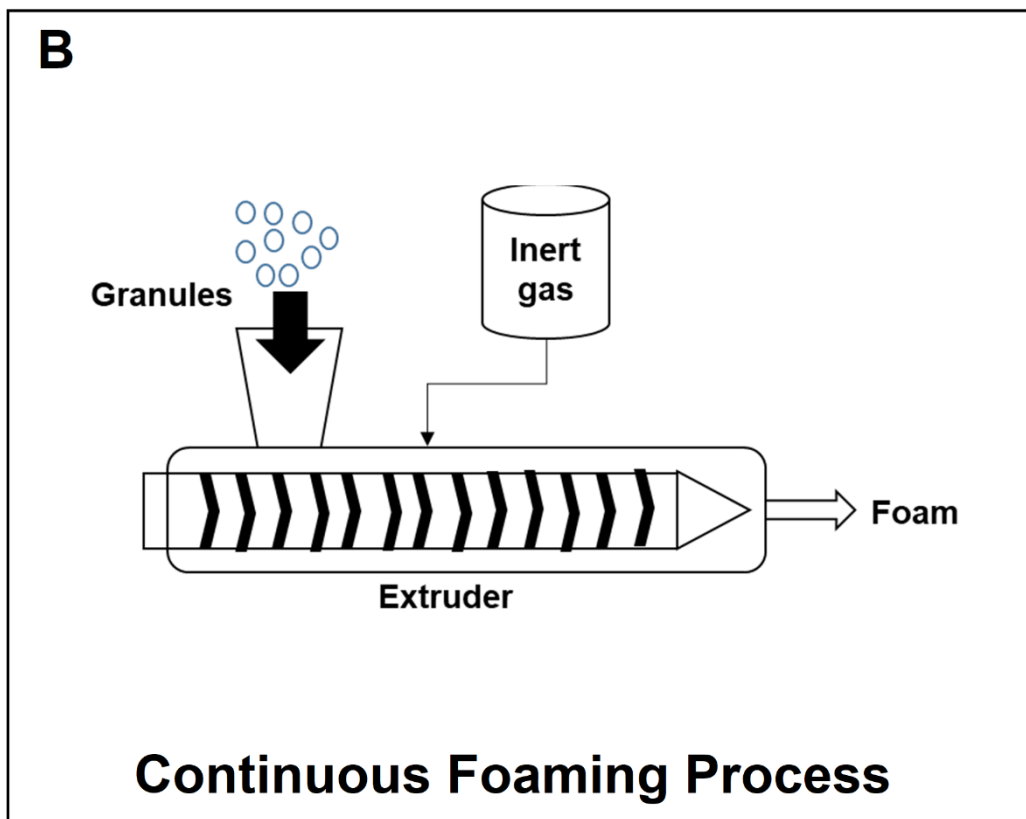 B
Granules
Inert
gas
Foam
Extruder
Continuous Foaming Process